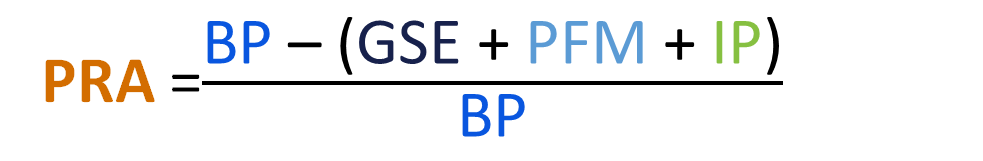 BP – (GSE + PFM + IP)
PRA =
BP